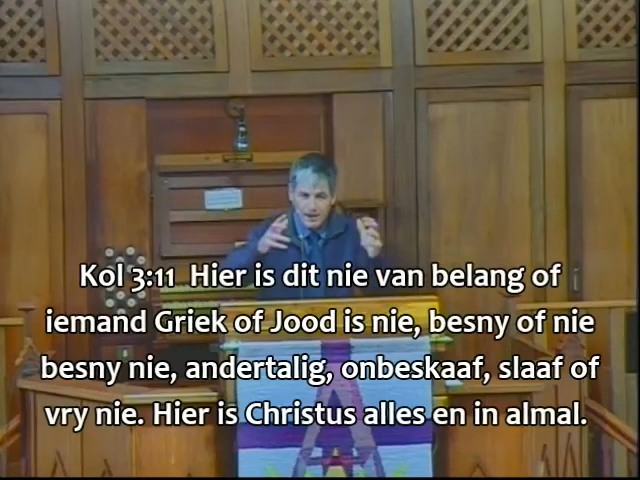 Kol 3:11 Hier is dit nie van belang of
iemand Griek of Jood is nie, besny of nie
besny nie, andertalig, onbeskaaf, slaaf of
vry nie. Hier is Christus alles en in almal.